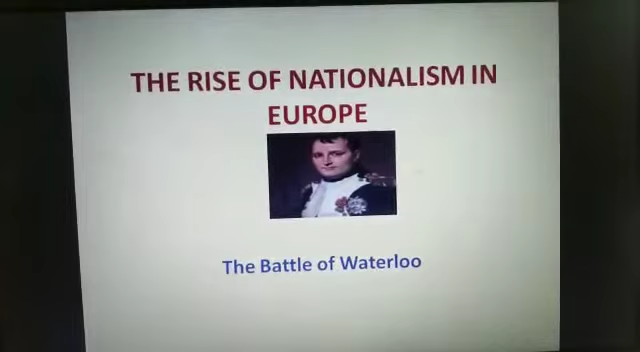 THE RISE OF NATIONALISM IN
EUROPE
The Battle of Waterloo